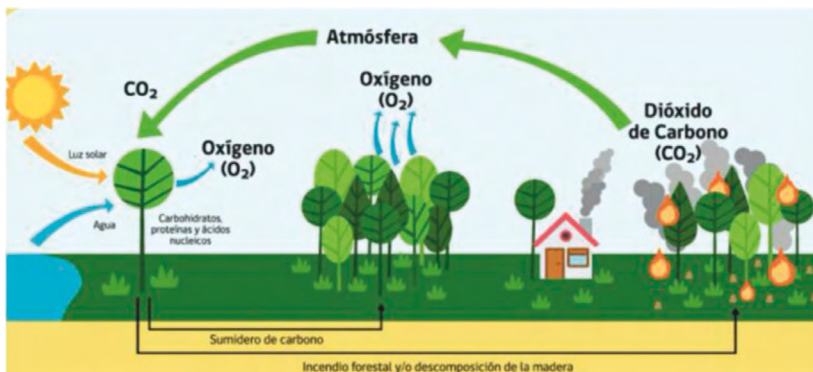 Atmósfera
CO₂
Oxígeno
(O₂)
Dióxido
de Carbono
(CO₂)
Luz solar
Oxígeno
(O₂)
Agua
Carbohidratos,
proteínas y ácidos
nucleicos
Sumidero de carbono
Incendio forestal y/o descomposición de la madera